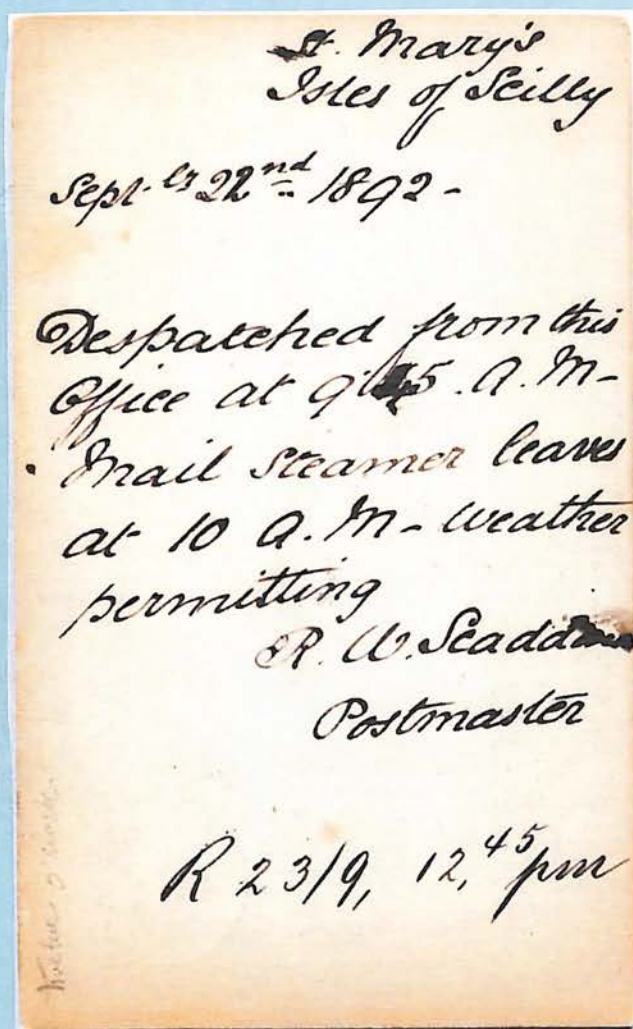 St. Mary's
Isles of Scilly
Sept. er 22nd 1892 -
Despatched from this
Office at 9 45. A. M-
Mail Steamer leaves
at 10 A. M - weather
permitting
R. W.
Postmaster
R 23/9, 12,45 pm